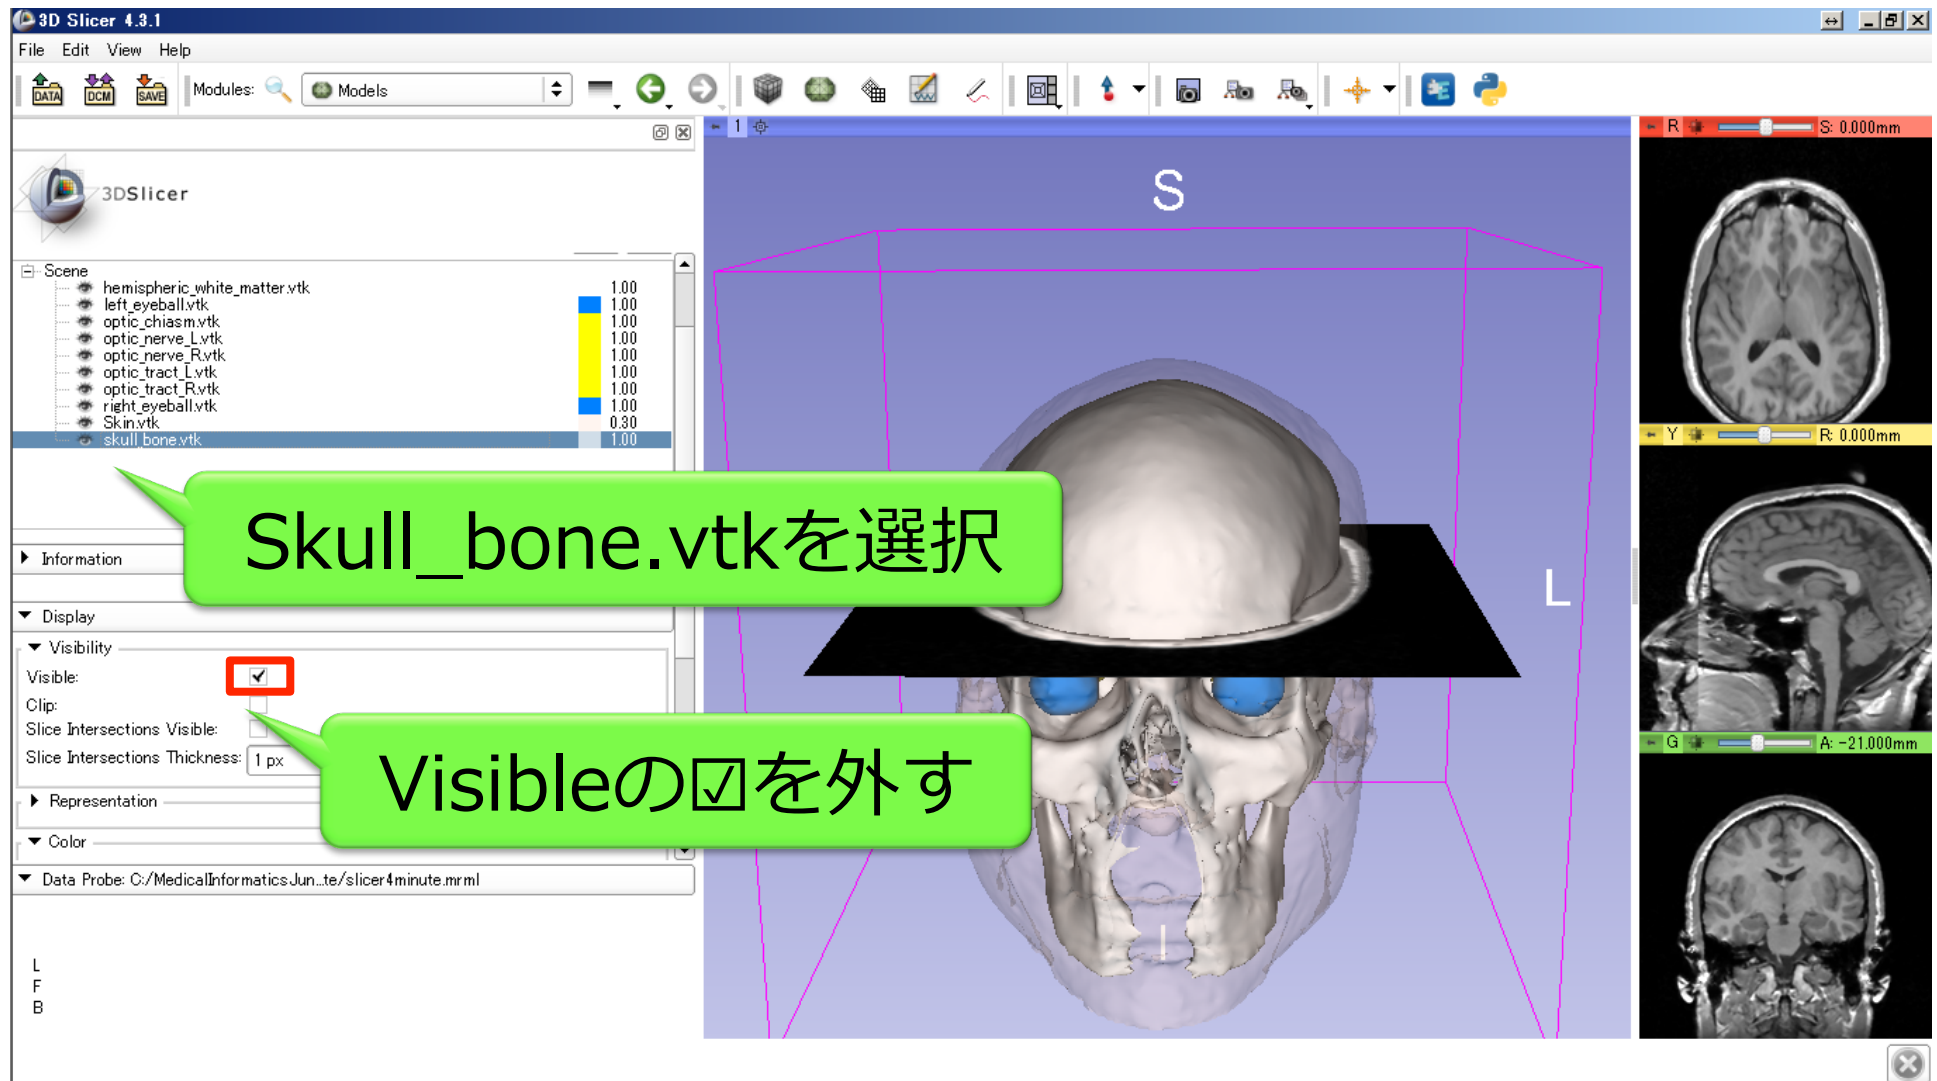 3D Slicer 4.3.1
File Edit View Help
DATA DCM SAVE Modules: Models
1
R S: 0.000mm
3DSlicer
S
Scene
hemispheric_white_matter.vtk 1.00
left_eyeball.vtk 1.00
optic_chiasm.vtk 1.00
optic_nerve_L.vtk 1.00
optic_nerve_R.vtk 1.00
optic_tract_L.vtk 1.00
optic_tract_R.vtk 1.00
right_eyeball.vtk 1.00
Skin.vtk 0.30
skull_bone.vtk 1.00
Y R: 0.000mm
Skull_bone.vtkを選択
Information
L
Display
Visibility
Visible:
Clip:
Slice Intersections Visible:
Slice Intersections Thickness: 1 px
Visibleの☑を外す
G A: -21.000mm
Representation
Color
Data Probe: C:/MedicalInformaticsJun...te/slicer4minute.mrml
I
L
F
B